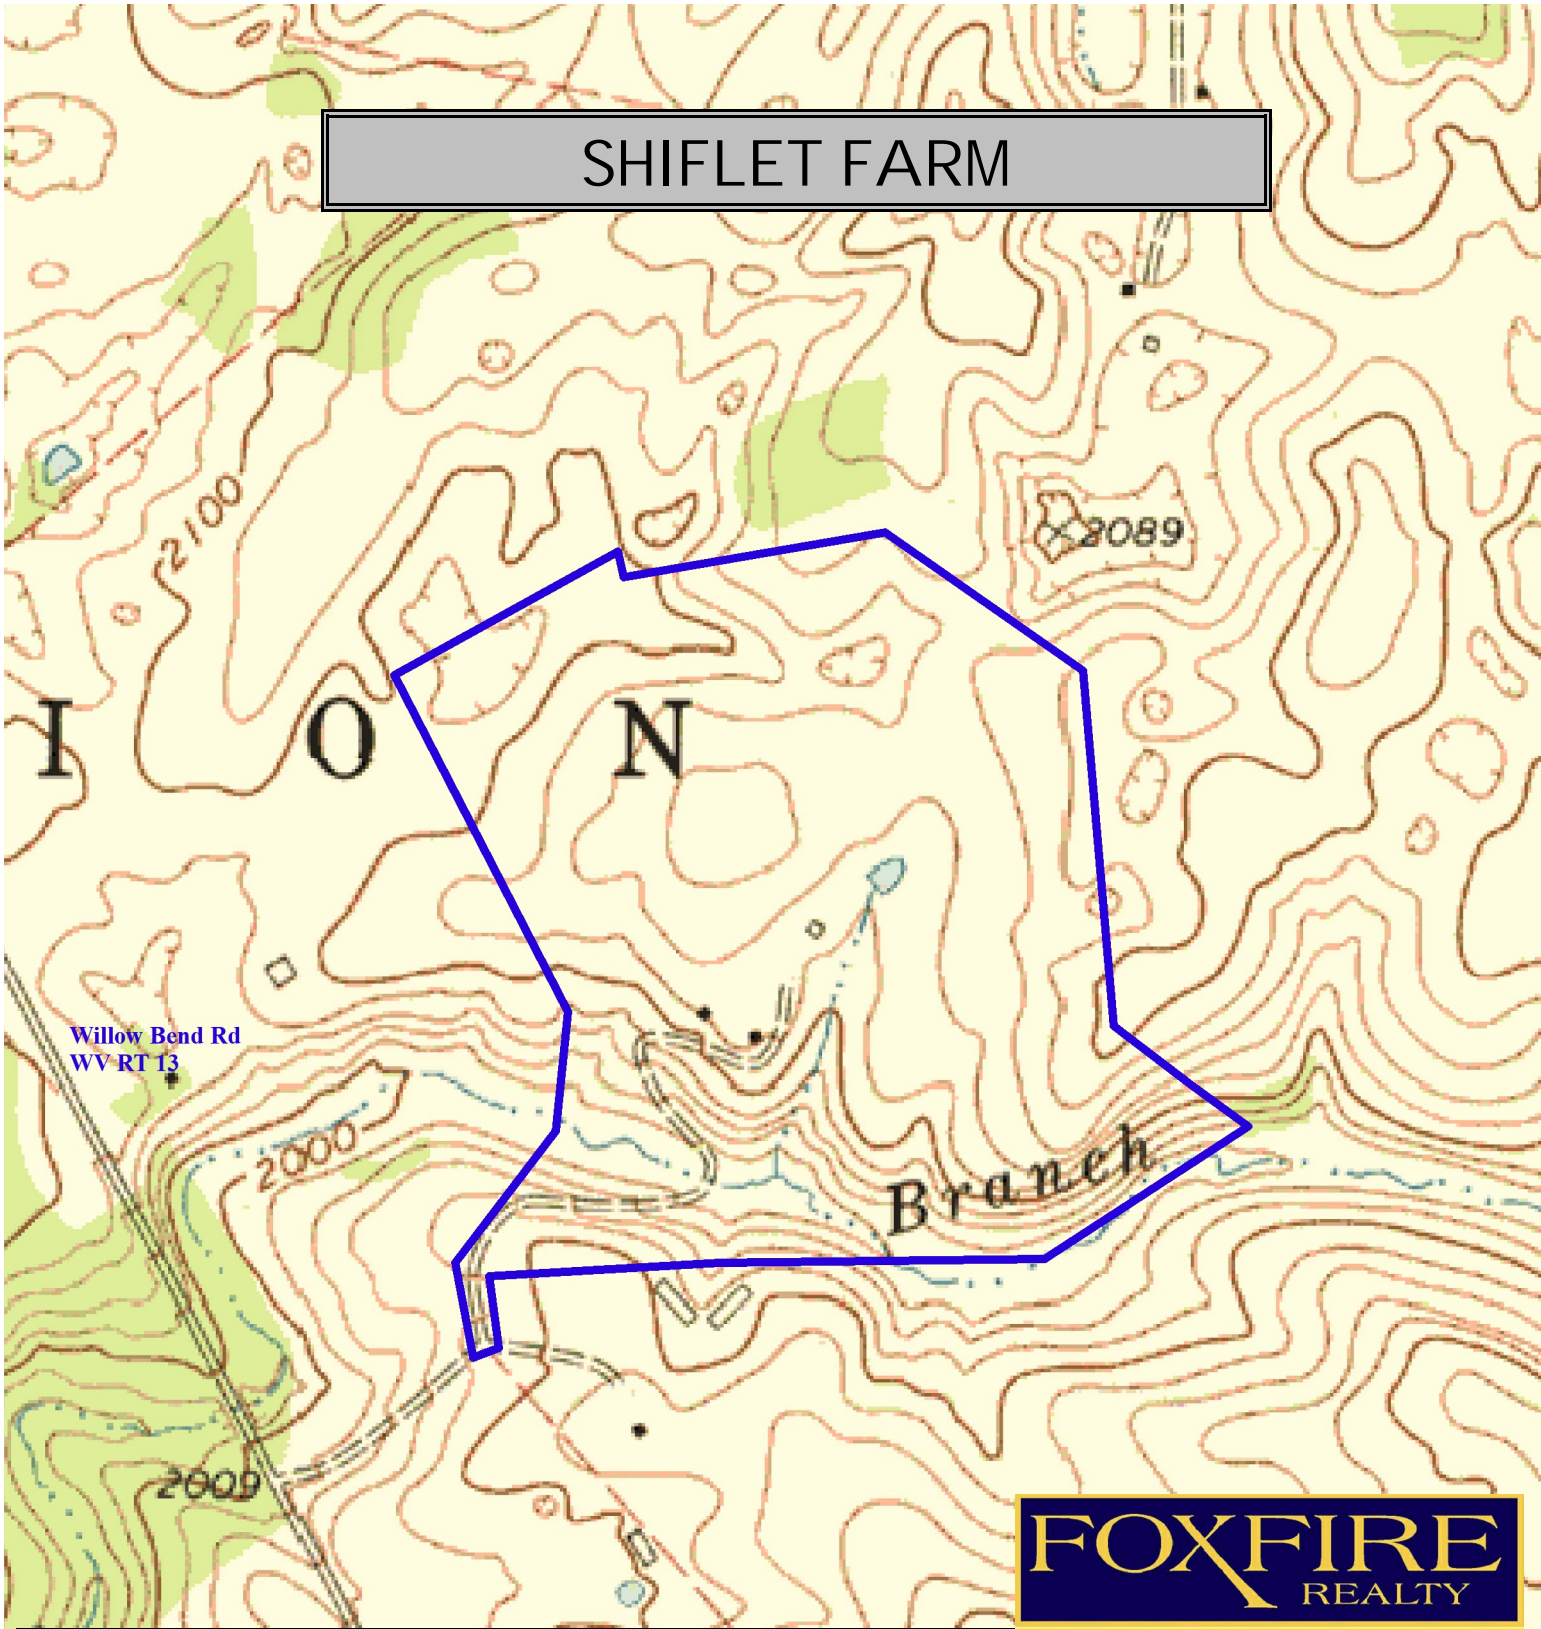 SHIFLET FARM
2100
2089
I O N
Willow Bend Rd
WV RT 13
2000
Branch
2009
FOXFIRE
REALTY